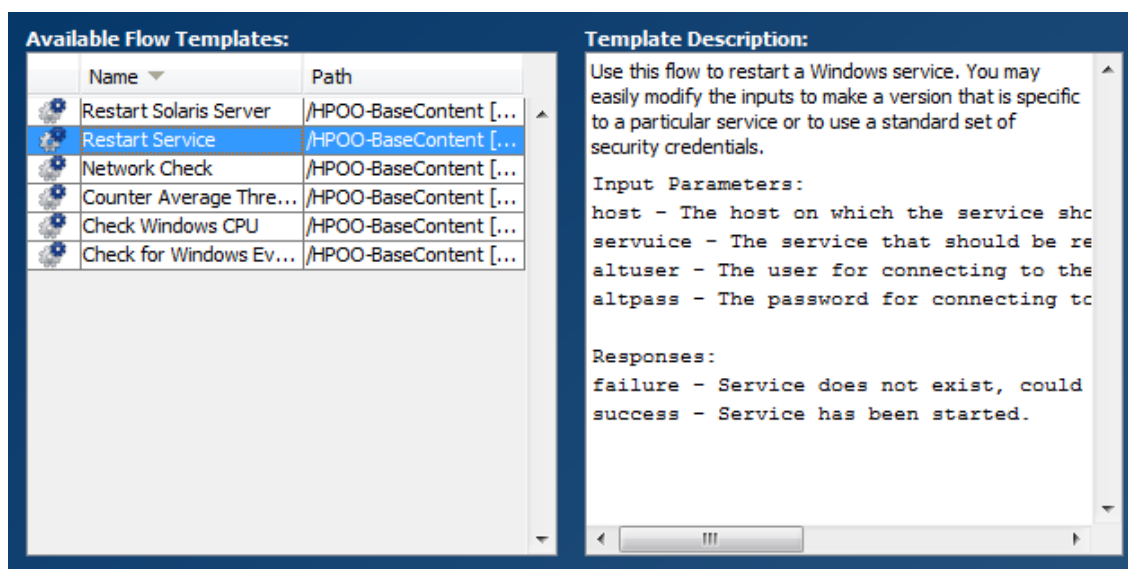 Available Flow Templates:
Name Path
Restart Solaris Server /HPOO-BaseContent [...
Restart Service /HPOO-BaseContent [...
Network Check /HPOO-BaseContent [...
Counter Average Thre... /HPOO-BaseContent [...
Check Windows CPU /HPOO-BaseContent [...
Check for Windows Ev... /HPOO-BaseContent [...
Template Description:
Use this flow to restart a Windows service. You may
easily modify the inputs to make a version that is specific
to a particular service or to use a standard set of
security credentials.
Input Parameters:
host - The host on which the service sho
servuice - The service that should be re
altuser - The user for connecting to the
altpass - The password for connecting to
Responses:
failure - Service does not exist, could
success - Service has been started.